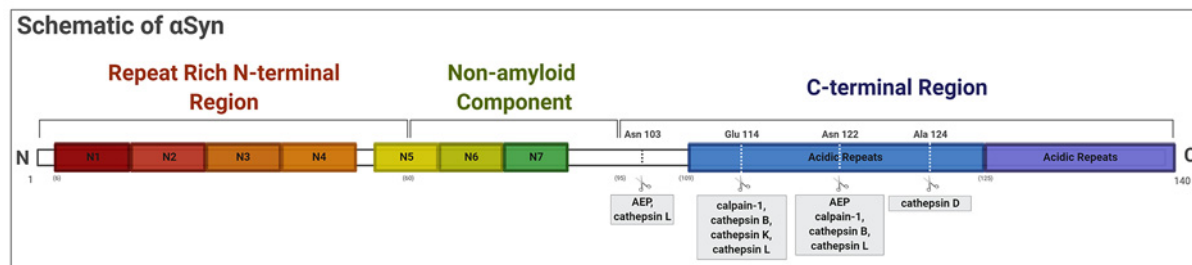 Schematic of αSyn
Repeat Rich N-terminal
Region
Non-amyloid
Component
C-terminal Region
Asn 103
Glu 114
Asn 122
Ala 124
N
N1
N2
N3
N4
N5
N6
N7
Acidic Repeats
Acidic Repeats
C
1
(6)
(60)
(95)
(109)
(125)
140
AEP,
cathepsin L
calpain-1,
cathepsin B,
cathepsin K,
cathepsin L
AEP
calpain-1,
cathepsin B,
cathepsin L
cathepsin D